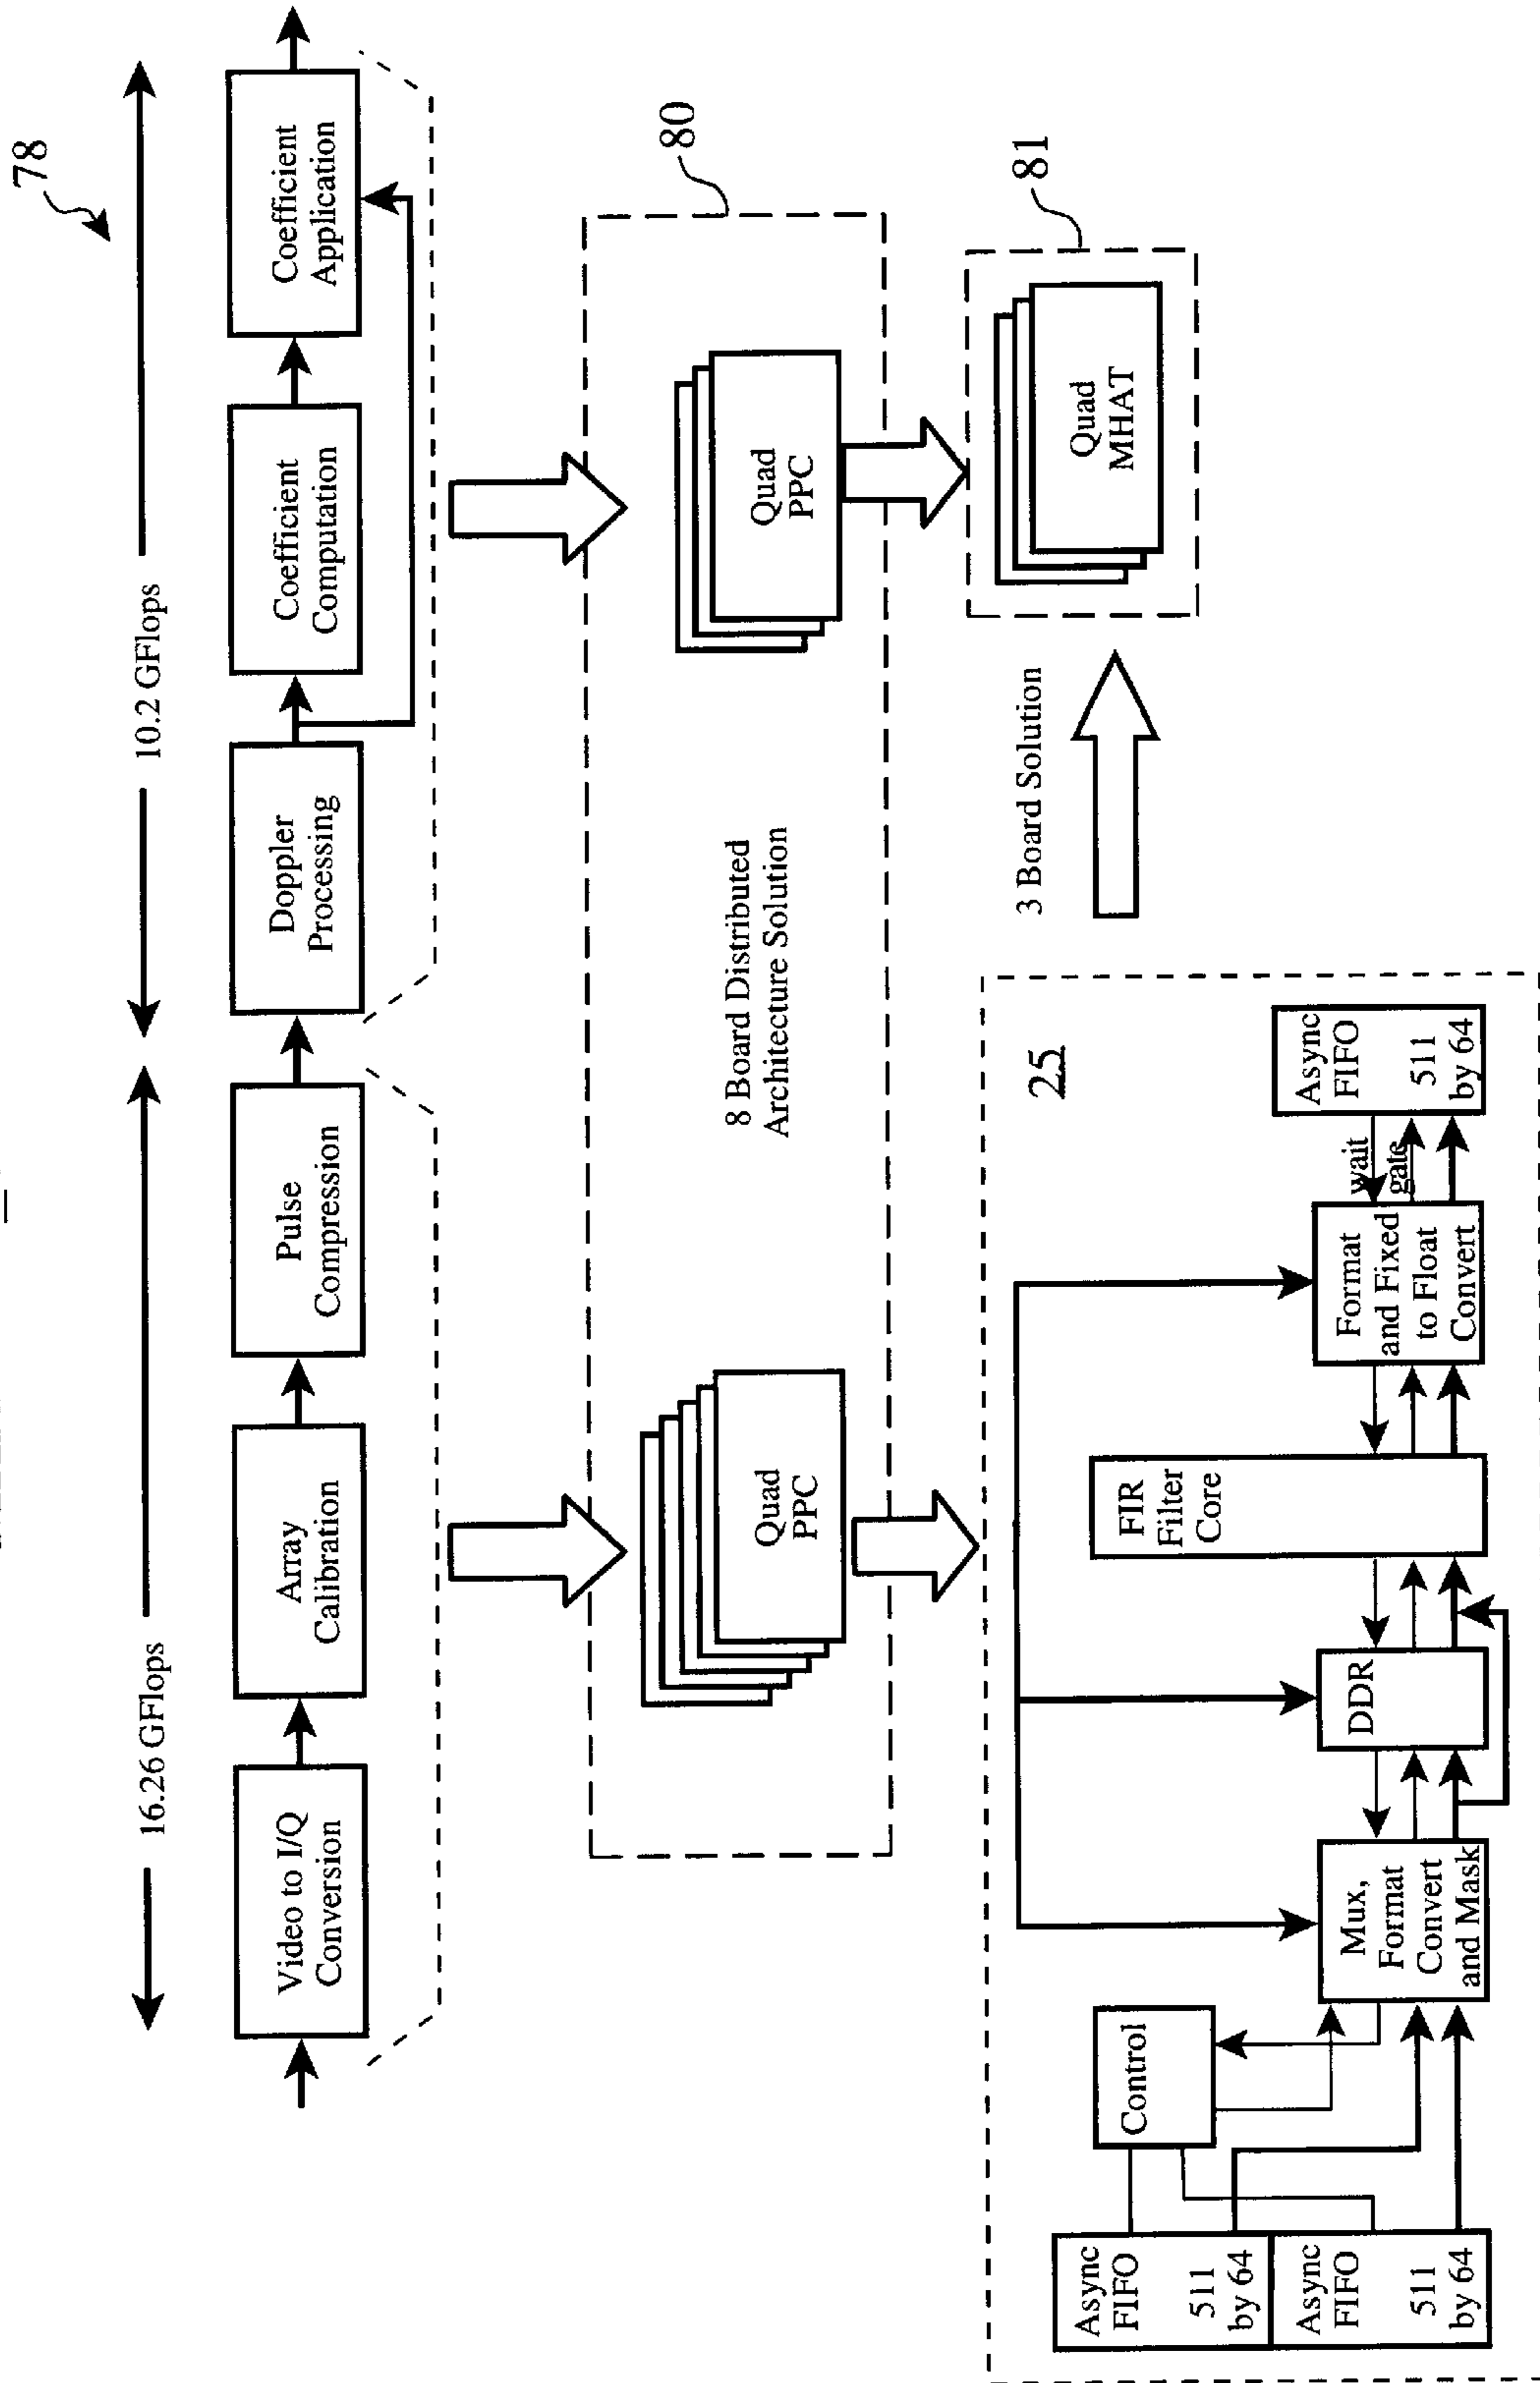 78
16.26 GFlops
10.2 GFlops
Video to I/Q
Conversion
Array
Calibration
Pulse
Compression
Doppler
Processing
Coefficient
Computation
Coefficient
Application
80
Quad
PPC
8 Board Distributed
Architecture Solution
Quad
PPC
81
Quad
MHAT
3 Board Solution
25
Async
FIFO
511
by 64
Async
FIFO
511
by 64
Control
Mux,
Format
Convert
and Mask
DDR
FIR
Filter
Core
Format
and Fixed
to Float
Convert
wait
gate
Async
FIFO
511
by 64